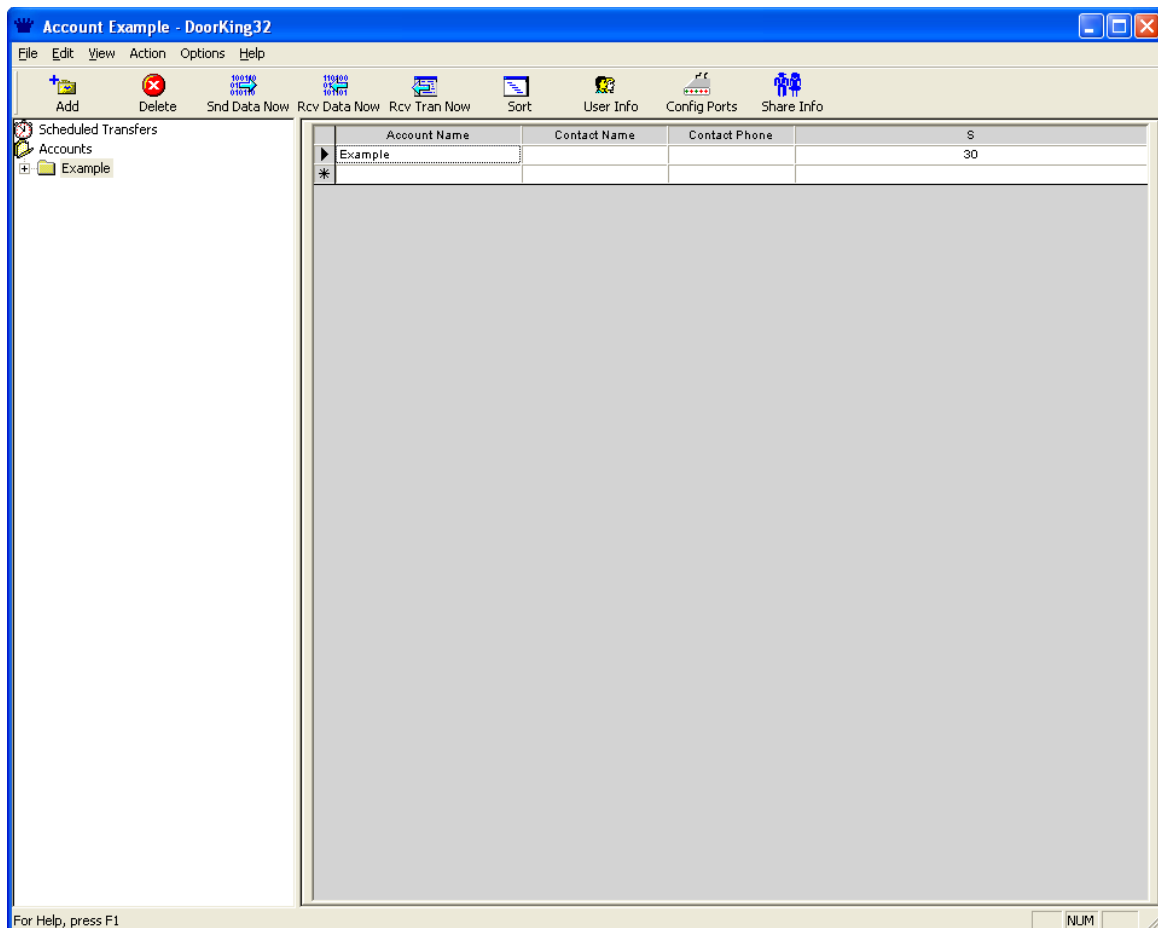 Account Example - DoorKing32
File Edit View Action Options Help
Add Delete Snd Data Now Rcv Data Now Rcv Tran Now Sort User Info Config Ports Share Info
Scheduled Transfers
Accounts
Example
Account Name Contact Name Contact Phone S
Example 30
For Help, press F1 NUM